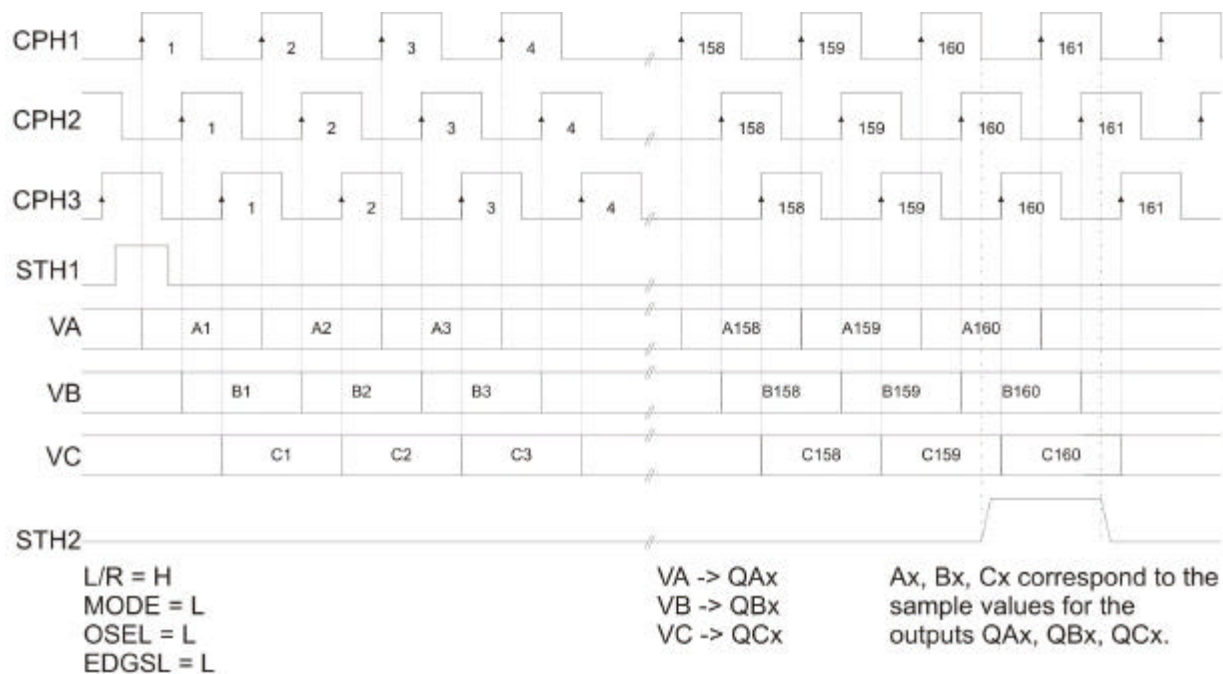 CPH1 1 2 3 4 158 159 160 161
CPH2 1 2 3 4 158 159 160 161
CPH3 1 2 3 4 158 159 160 161
STH1
VA A1 A2 A3 A158 A159 A160
VB B1 B2 B3 B158 B159 B160
VC C1 C2 C3 C158 C159 C160
STH2
L/R = H
MODE = L
OSEL = L
EDGSL = L
VA -> QAx
VB -> QBx
VC -> QCx
Ax, Bx, Cx correspond to the
sample values for the
outputs QAx, QBx, QCx.